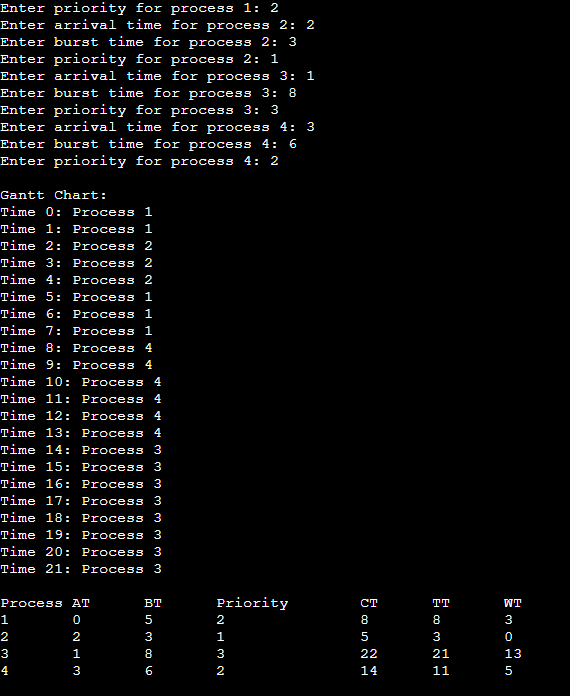 Enter priority for process 1: 2
Enter arrival time for process 2: 2
Enter burst time for process 2: 3
Enter priority for process 2: 1
Enter arrival time for process 3: 1
Enter burst time for process 3: 8
Enter priority for process 3: 3
Enter arrival time for process 4: 3
Enter burst time for process 4: 6
Enter priority for process 4: 2
Gantt Chart:
Time 0: Process 1
Time 1: Process 1
Time 2: Process 2
Time 3: Process 2
Time 4: Process 2
Time 5: Process 1
Time 6: Process 1
Time 7: Process 1
Time 8: Process 4
Time 9: Process 4
Time 10: Process 4
Time 11: Process 4
Time 12: Process 4
Time 13: Process 4
Time 14: Process 3
Time 15: Process 3
Time 16: Process 3
Time 17: Process 3
Time 18: Process 3
Time 19: Process 3
Time 20: Process 3
Time 21: Process 3
Process AT BT Priority CT TT WT
1 0 5 2 8 8 3
2 2 3 1 5 3 0
3 1 8 3 22 21 13
4 3 6 2 14 11 5